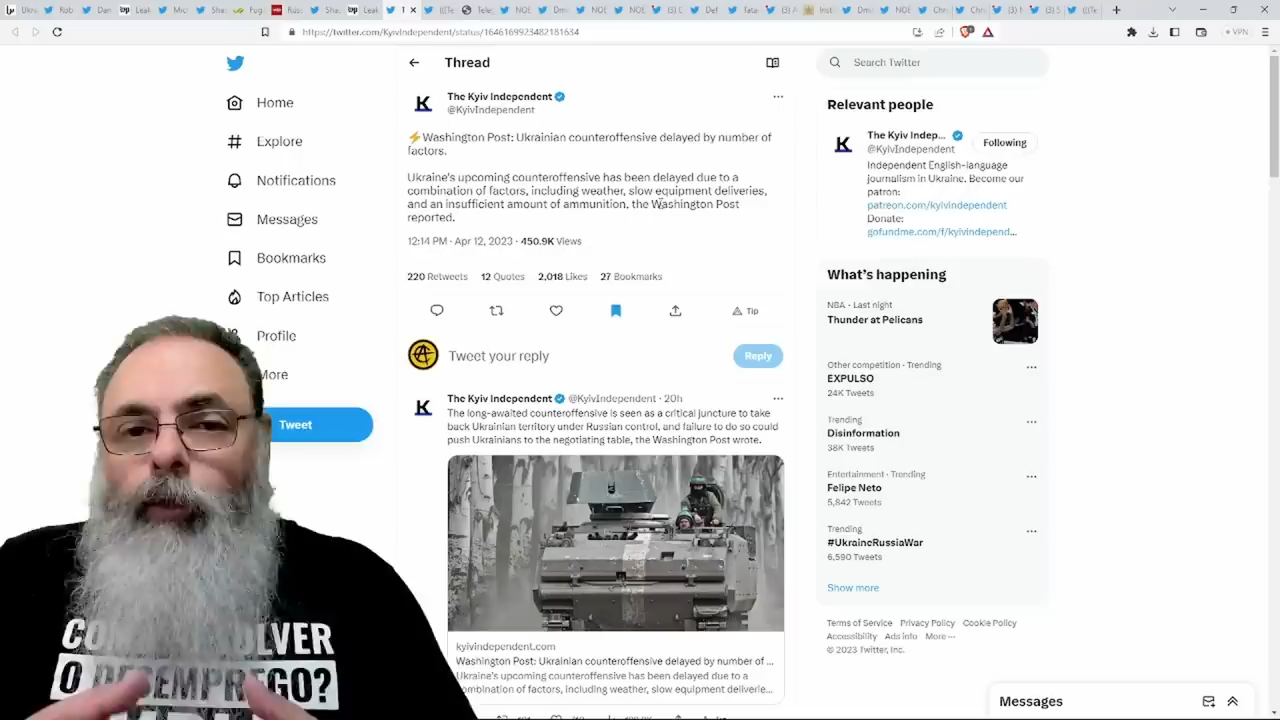 https://twitter.com/KyivIndependent/status/1646169923482181634
VPN
Home
Explore
Notifications
Messages
Bookmarks
Top Articles
Profile
More
Tweet
Thread
The Kyiv Independent
@KyivIndependent
⚡Washington Post: Ukrainian counteroffensive delayed by number of
factors.
Ukraine's upcoming counteroffensive has been delayed due to a
combination of factors, including weather, slow equipment deliveries,
and an insufficient amount of ammunition, the Washington Post
reported.
12:14 PM · Apr 12, 2023 · 450.9K Views
220 Retweets 12 Quotes 2,018 Likes 27 Bookmarks
Tip
Tweet your reply
Reply
The Kyiv Independent @KyivIndependent · 20h
The long-awaited counteroffensive is seen as a critical juncture to take
back Ukrainian territory under Russian control, and failure to do so could
push Ukrainians to the negotiating table, the Washington Post wrote.
kyivindependent.com
Washington Post: Ukrainian counteroffensive delayed by number of ...
Ukraine's upcoming counteroffensive has been delayed due to a
combination of factors, including weather, slow equipment deliverie...
Search Twitter
Relevant people
The Kyiv Indep...
@KyivIndependent
Following
Independent English-language
journalism in Ukraine. Become our
patron:
patreon.com/kyivindependent
Donate:
gofundme.com/f/kyivindepend...
What's happening
NBA · Last night
Thunder at Pelicans
Other competition · Trending
EXPULSO
24K Tweets
Trending
Disinformation
38K Tweets
Entertainment · Trending
Felipe Neto
5,842 Tweets
Trending
#UkraineRussiaWar
6,590 Tweets
Show more
Terms of Service Privacy Policy Cookie Policy
Accessibility Ads info More ···
© 2023 Twitter, Inc.
Messages